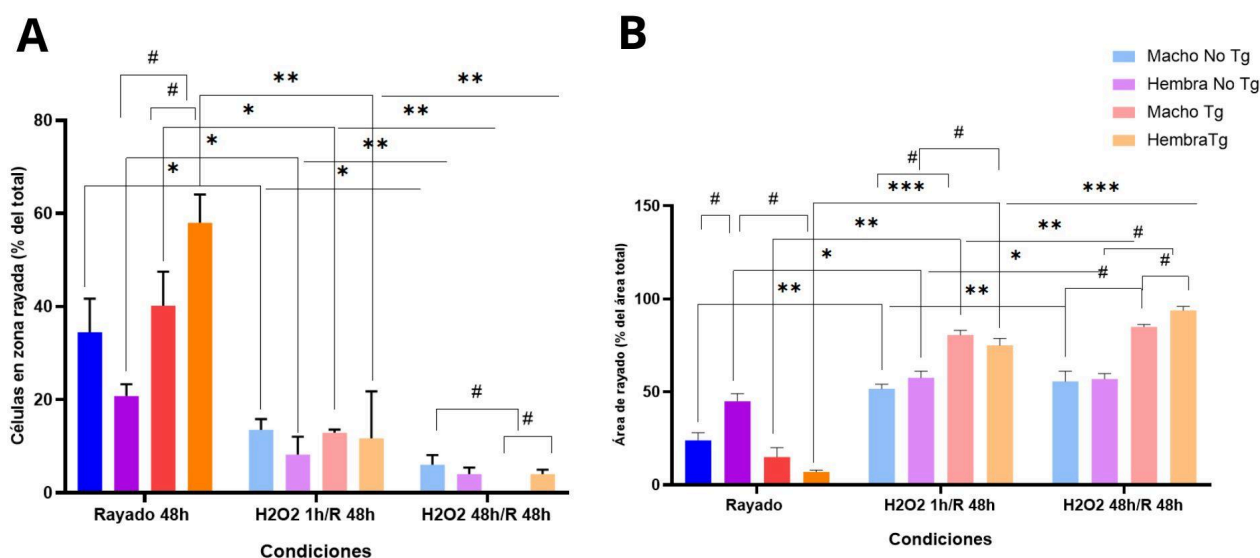 A
Células en zona rayada (% del total)
80
60
40
20
0
#
#
**
**
*
**
*
**
*
*
#
#
Rayado 48h
H2O2 1h/R 48h
H2O2 48h/R 48h
Condiciones
B
Macho No Tg
Hembra No Tg
Macho Tg
HembraTg
Área de rayado (% del área total)
150
100
50
0
#
#
#
#
***
***
**
**
#
*
*
#
#
**
**
Rayado
H2O2 1h/R 48h
H2O2 48h/R 48h
Condiciones